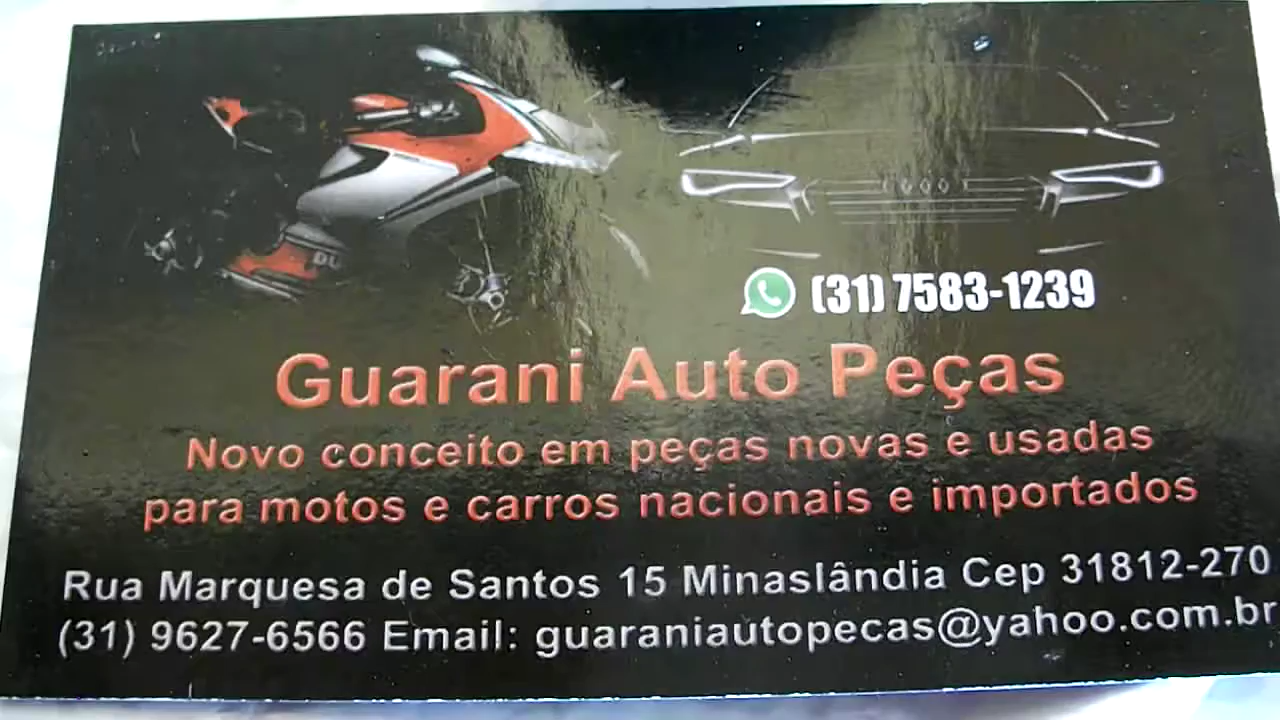 (31) 7583-1239
Guarani Auto Peças
Novo conceito em peças novas e usadas
para motos e carros nacionais e importados
Rua Marquesa de Santos 15 Minaslândia Cep 31812-270
(31) 9627-6566 Email: guaraniautopecas@yahoo.com.br